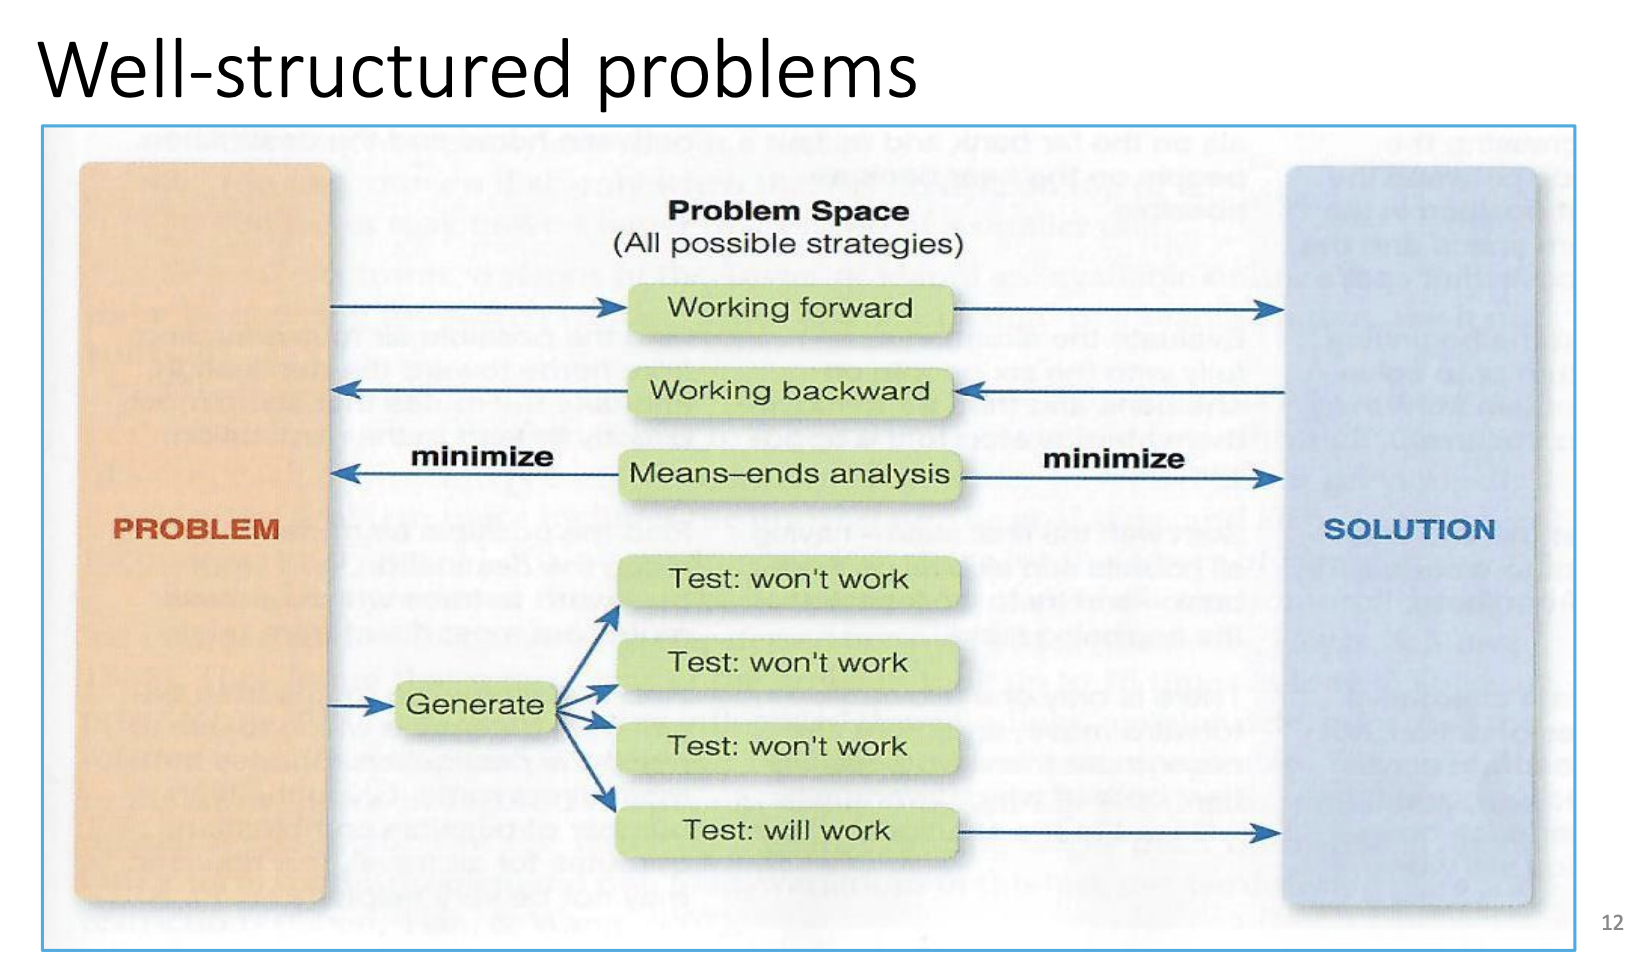 Well-structured problems
Problem Space
(All possible strategies)
Working forward
Working backward
minimize
Means–ends analysis
minimize
PROBLEM
SOLUTION
Test: won't work
Test: won't work
Generate
Test: won't work
Test: will work
12